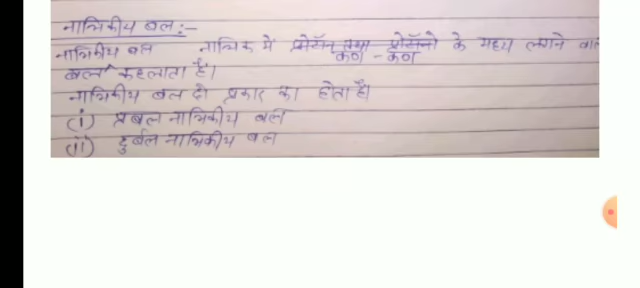 नाभिकीय बल :-
नाभिकीय बल नाभिक में प्रोटॉन तथा प्रोटॉनो के मध्य लगने वाला
कण - कण
बल कहलाता है।
नाभिकीय बल दो प्रकार का होता है।
(i) प्रबल नाभिकीय बल
(ii) दुर्बल नाभिकीय बल